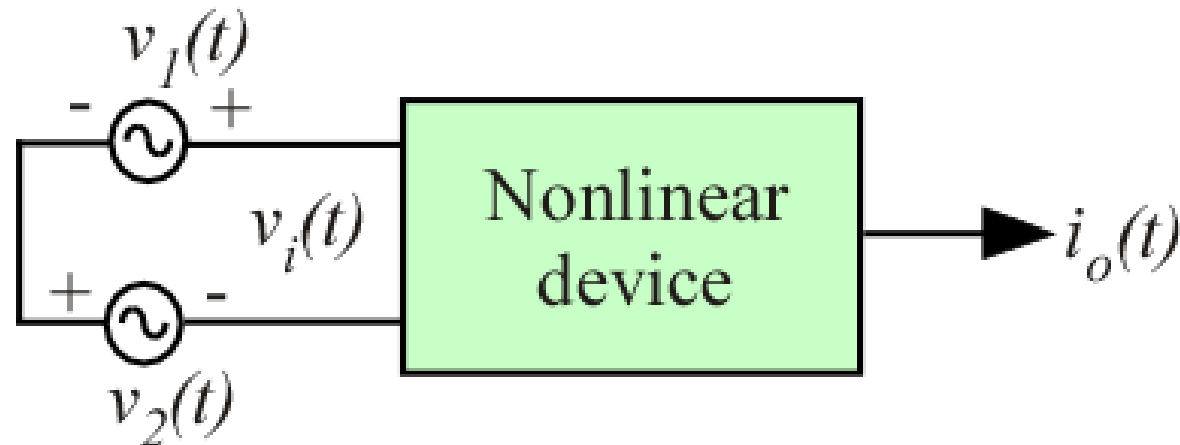 v₁(t)
- +
vᵢ(t)
+ -
v₂(t)
Nonlinear
device
iₒ(t)